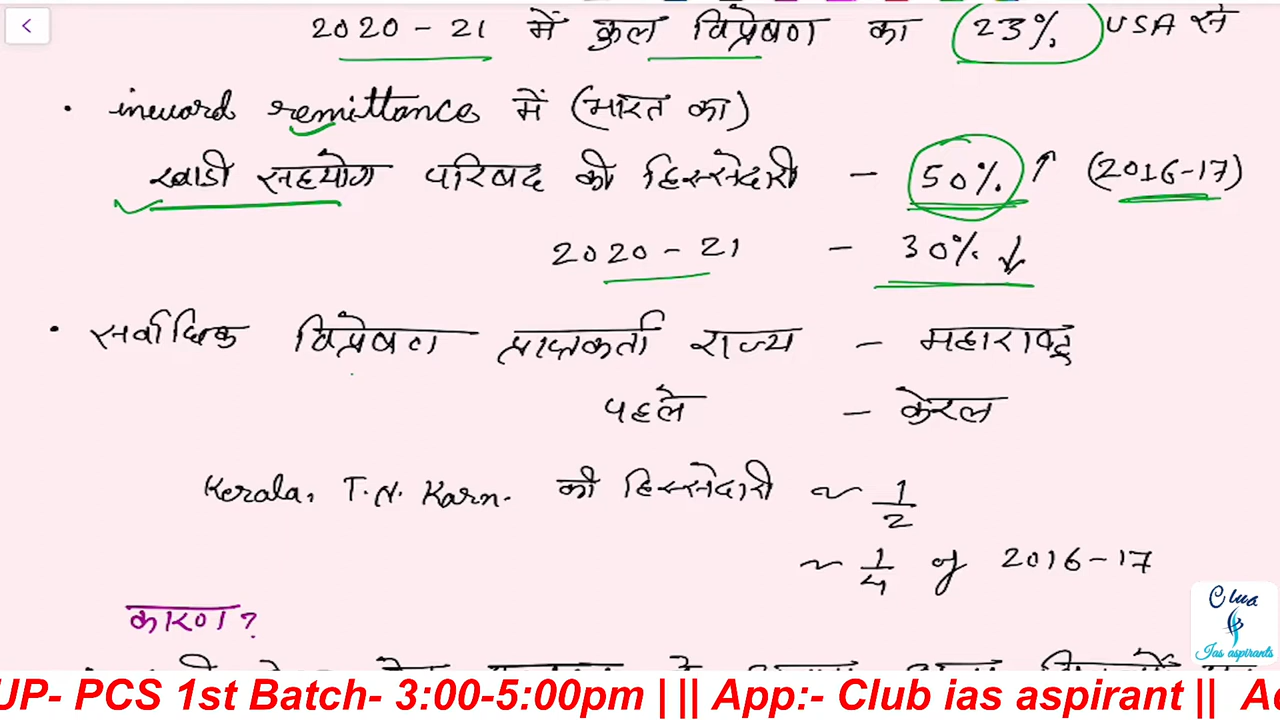 2020 - 21 में कुल विप्रेषण का 23% USA से
• inward remittance में (भारत का)
खाडी सहयोग परिषद की हिस्सेदारी - 50% ↑ (2016-17)
2020 - 21 - 30% ↓
• सर्वाधिक विप्रेषण प्राप्तकर्ता राज्य - महाराष्ट्र
पहले - केरल
Kerala, T.N. Karn. की हिस्सेदारी ~ 1/2
~ 1/4 of 2016-17
कारण ?
Club
Ias aspirants
UP- PCS 1st Batch- 3:00-5:00pm | || App:- Club ias aspirant || Ad